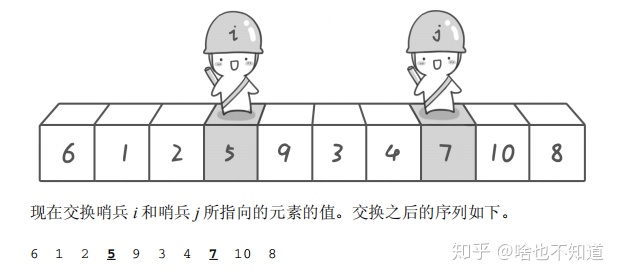 i j
6 1 2 5 9 3 4 7 10 8
现在交换哨兵 i 和哨兵 j 所指向的元素的值。交换之后的序列如下。
6 1 2 5 9 3 4 7 10 8
知乎 @啥也不知道